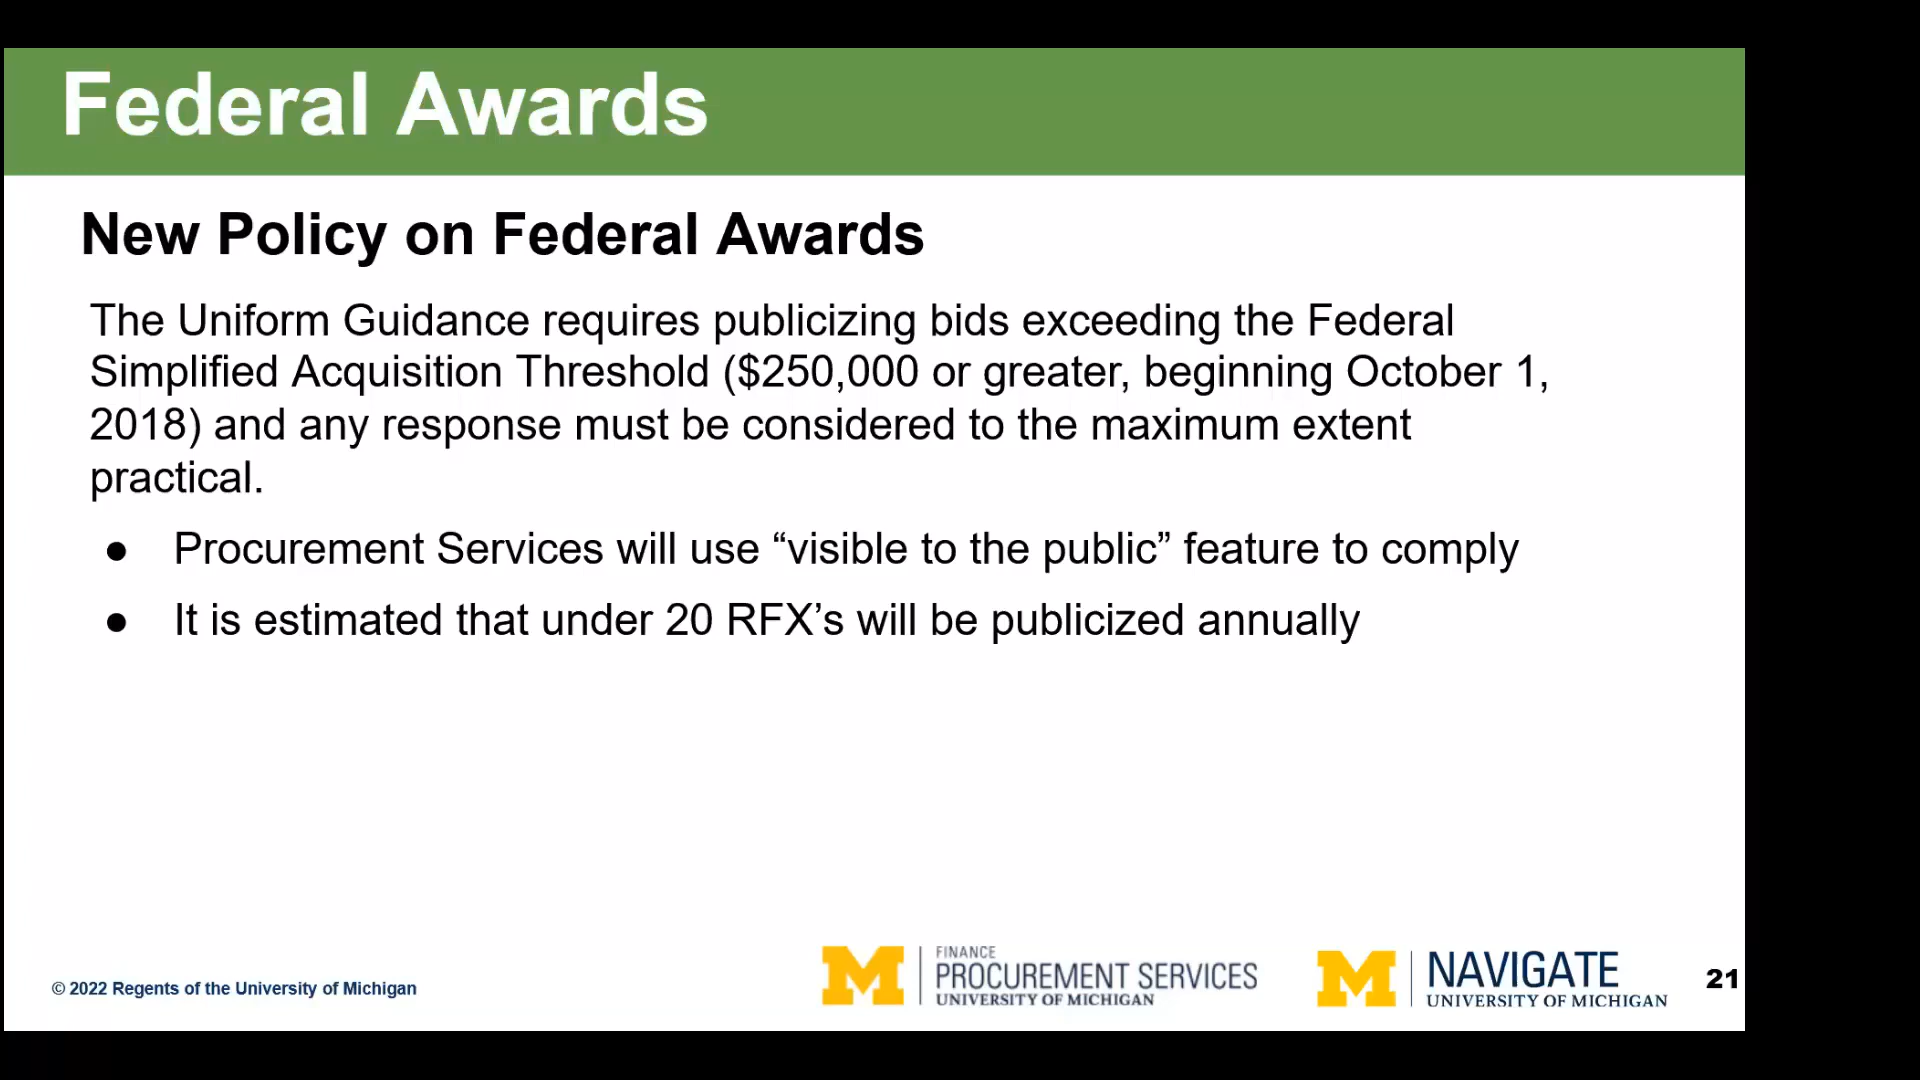 Federal Awards
New Policy on Federal Awards
The Uniform Guidance requires publicizing bids exceeding the Federal
Simplified Acquisition Threshold ($250,000 or greater, beginning October 1,
2018) and any response must be considered to the maximum extent
practical.
● Procurement Services will use “visible to the public” feature to comply
● It is estimated that under 20 RFX’s will be publicized annually
© 2022 Regents of the University of Michigan
M
FINANCE
PROCUREMENT SERVICES
UNIVERSITY OF MICHIGAN
M
NAVIGATE
UNIVERSITY OF MICHIGAN
21